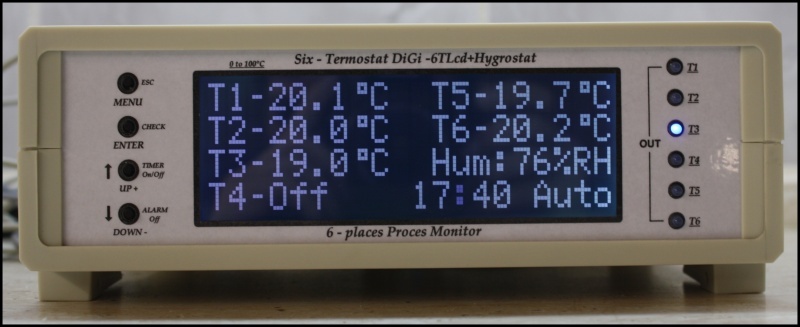 0 to 100°C
Six - Termostat DiGi -6TLcd+Hygrostat
ESC
MENU
CHECK
ENTER
↑ TIMER
On/Off
UP +
↓ ALARM
Off
DOWN -
T1-20.1°C T5-19.7°C
T2-20.0°C T6-20.2°C
T3-19.0°C Hum:76%RH
T4-Off 17:40 Auto
6 - places Proces Monitor
OUT
T1
T2
T3
T4
T5
T6